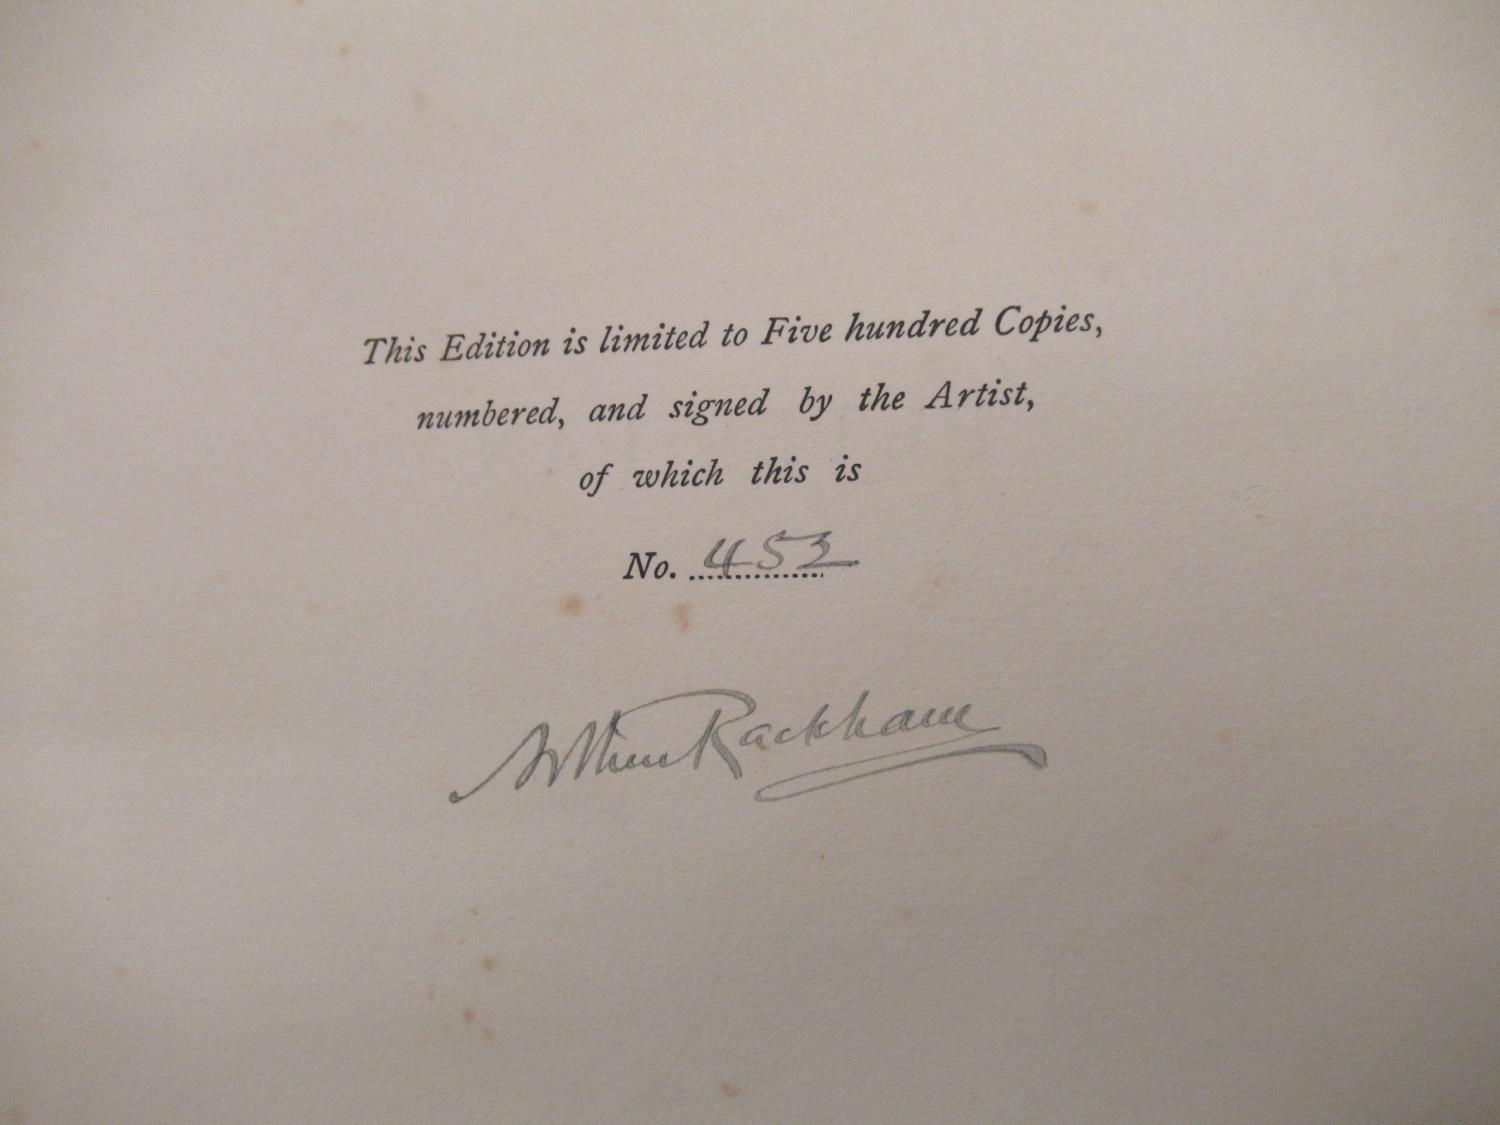 This Edition is limited to Five hundred Copies,
numbered, and signed by the Artist,
of which this is
No. 453
Arthur Rackham